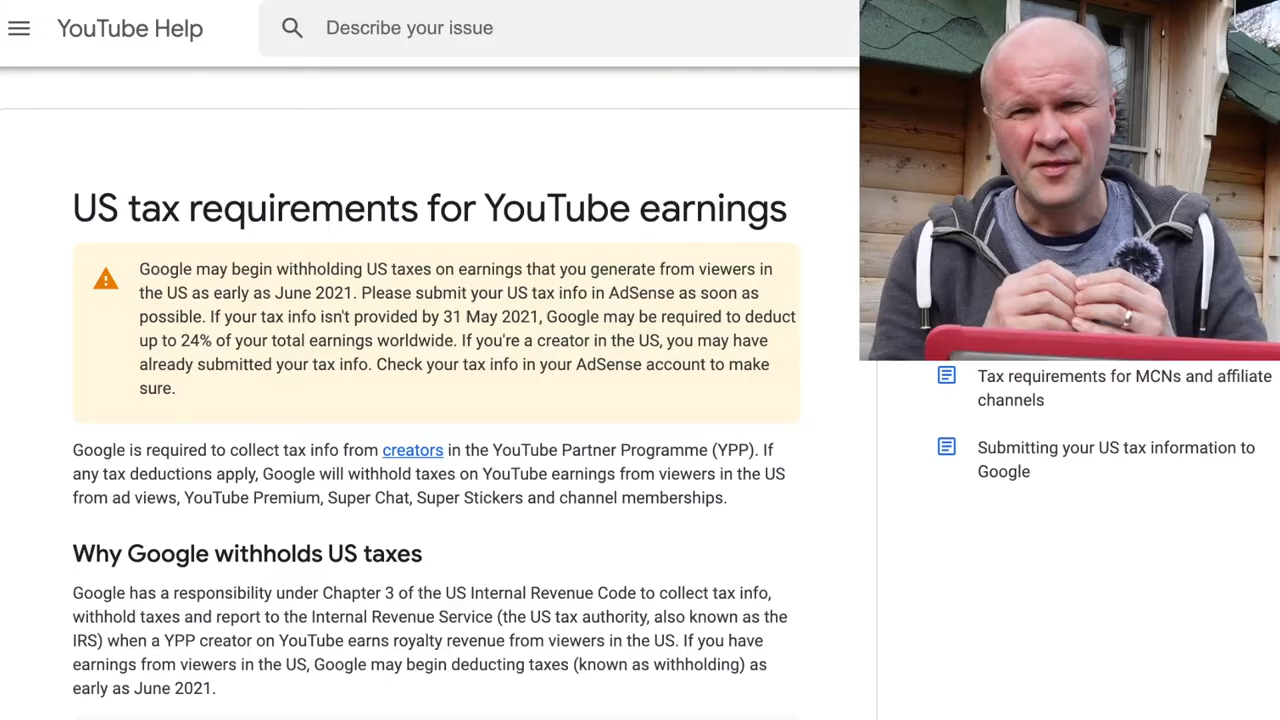 YouTube Help
Describe your issue
US tax requirements for YouTube earnings
Google may begin withholding US taxes on earnings that you generate from viewers in
the US as early as June 2021. Please submit your US tax info in AdSense as soon as
possible. If your tax info isn't provided by 31 May 2021, Google may be required to deduct
up to 24% of your total earnings worldwide. If you're a creator in the US, you may have
already submitted your tax info. Check your tax info in your AdSense account to make
sure.
Google is required to collect tax info from creators in the YouTube Partner Programme (YPP). If
any tax deductions apply, Google will withhold taxes on YouTube earnings from viewers in the US
from ad views, YouTube Premium, Super Chat, Super Stickers and channel memberships.
Why Google withholds US taxes
Google has a responsibility under Chapter 3 of the US Internal Revenue Code to collect tax info,
withhold taxes and report to the Internal Revenue Service (the US tax authority, also known as the
IRS) when a YPP creator on YouTube earns royalty revenue from viewers in the US. If you have
earnings from viewers in the US, Google may begin deducting taxes (known as withholding) as
early as June 2021.
Tax requirements for MCNs and affiliate
channels
Submitting your US tax information to
Google